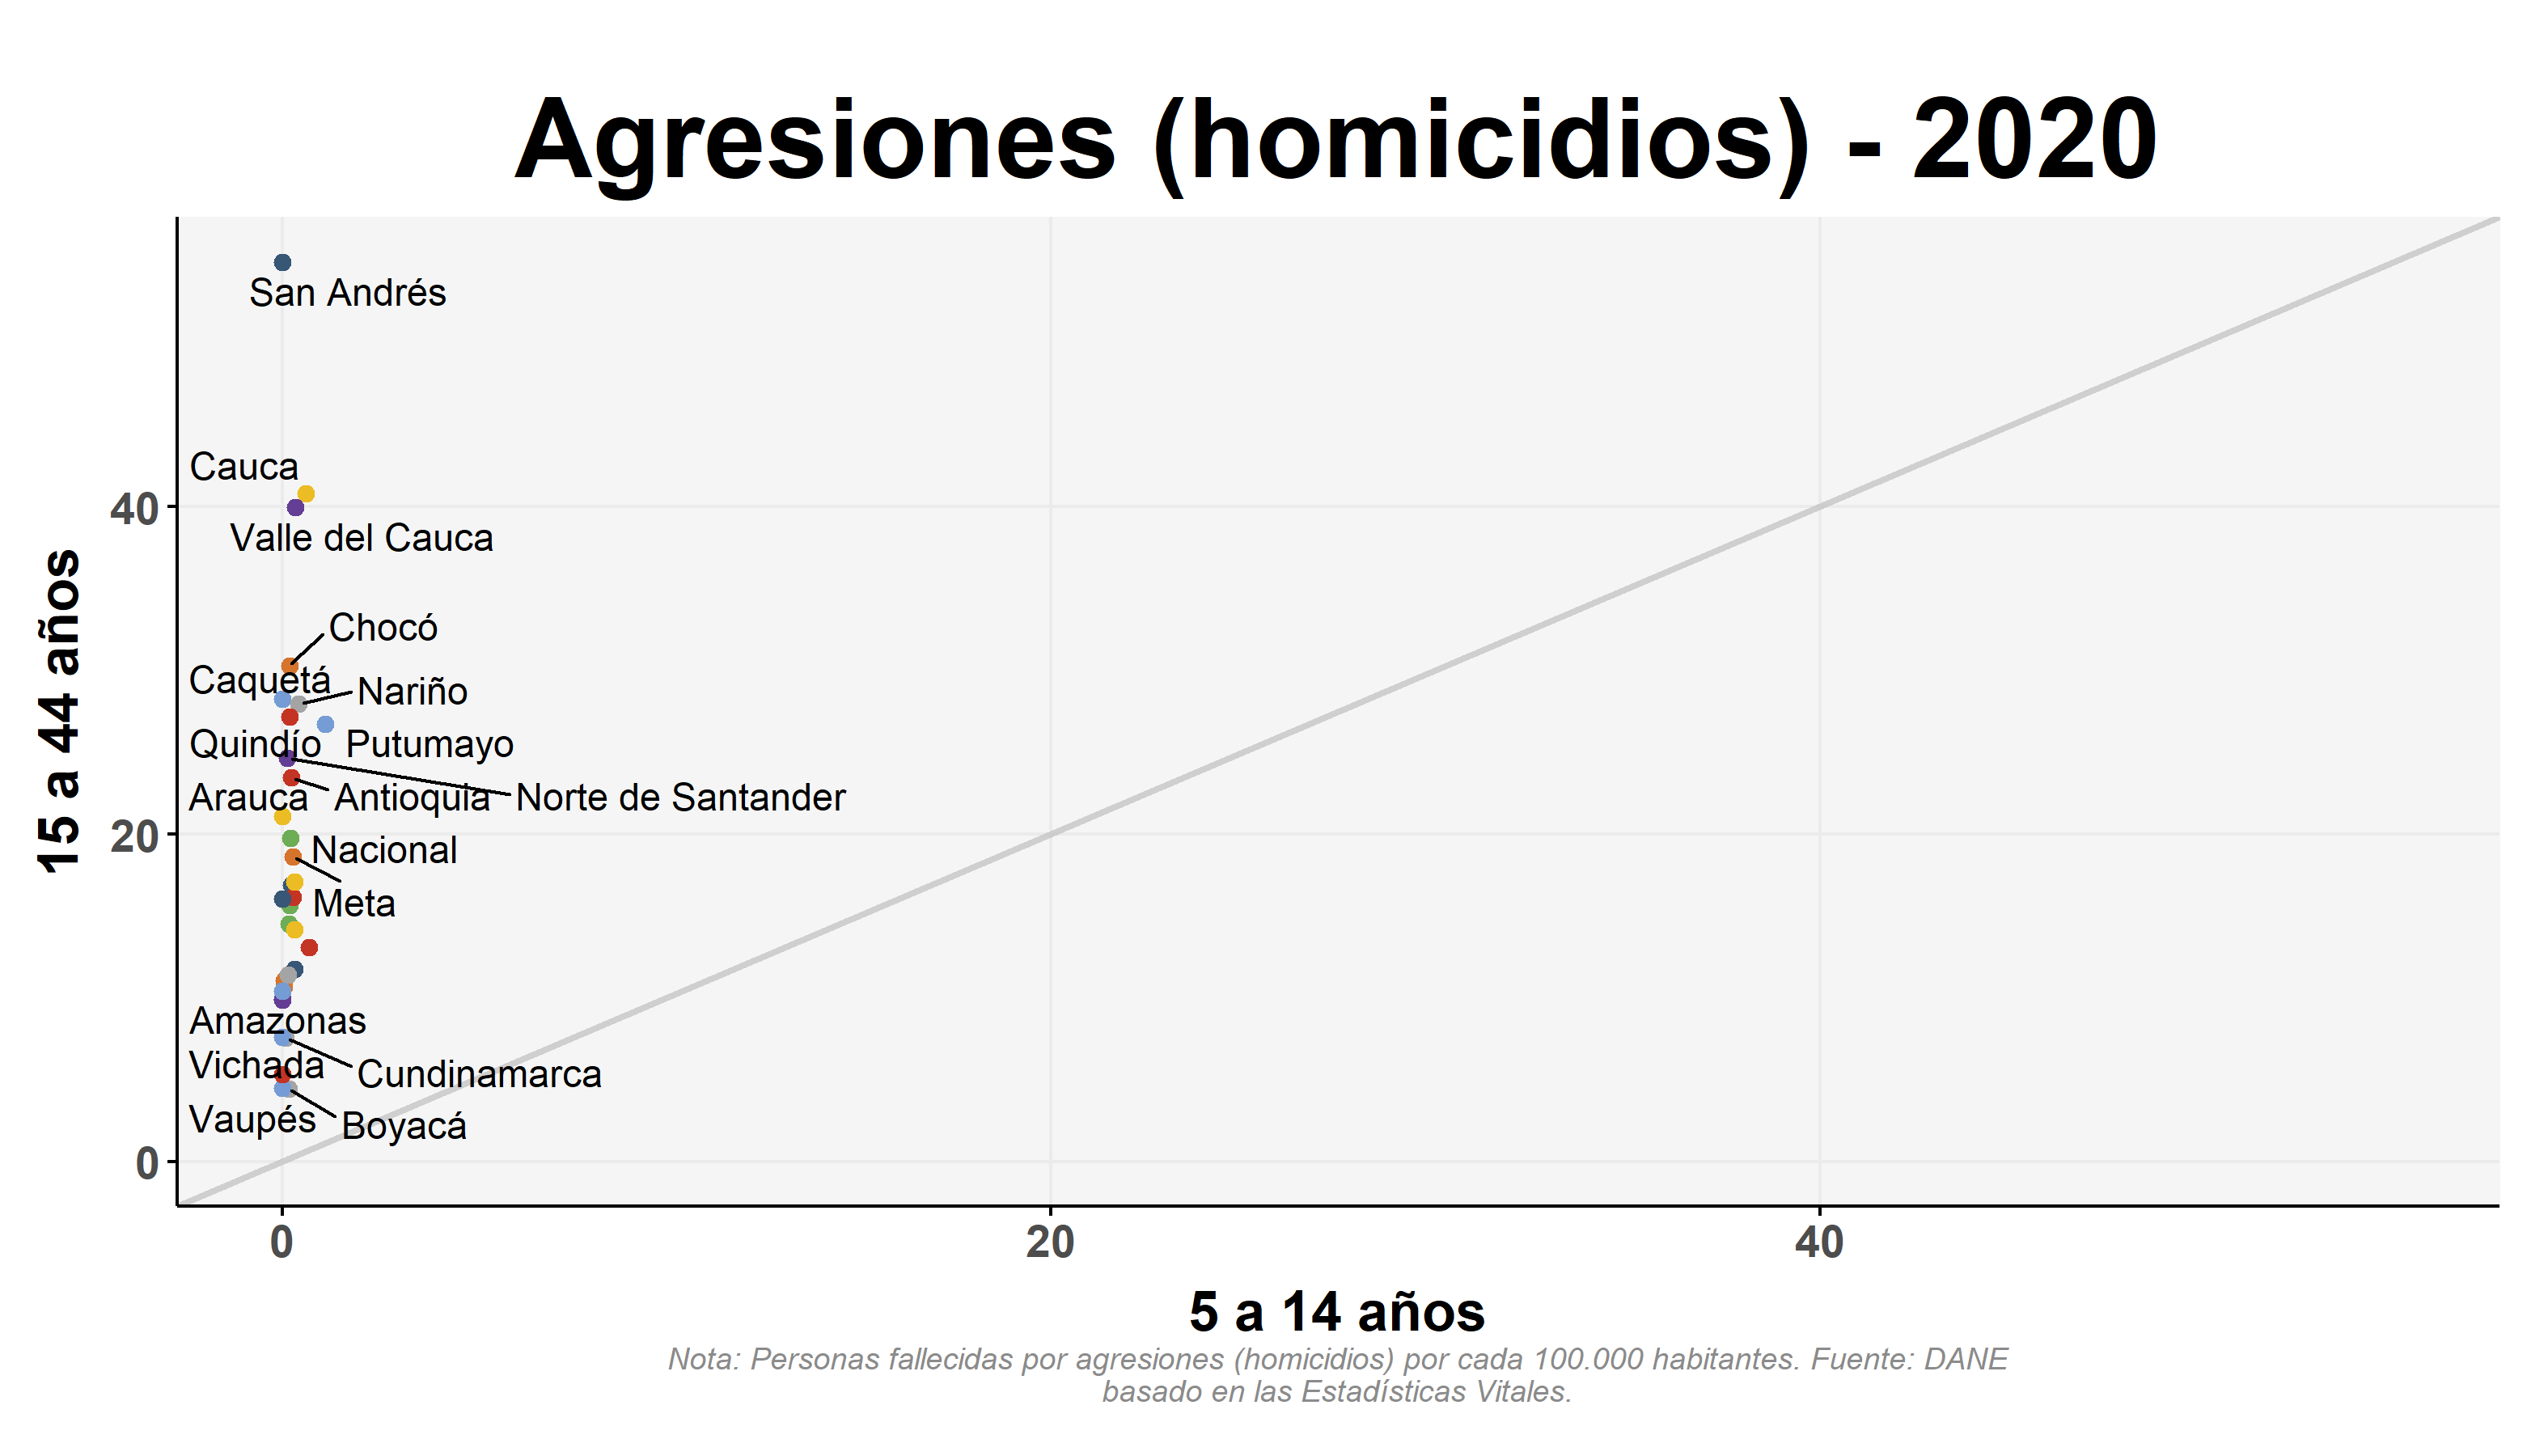 Agresiones (homicidios) - 2020
15 a 44 años
40
20
0
San Andrés
Cauca
Valle del Cauca
Chocó
Caquetá
Nariño
Quindío
Putumayo
Arauca
Antioquia
Norte de Santander
Nacional
Meta
Amazonas
Vichada
Cundinamarca
Vaupés
Boyacá
0
20
40
5 a 14 años
Nota: Personas fallecidas por agresiones (homicidios) por cada 100.000 habitantes. Fuente: DANE
basado en las Estadísticas Vitales.